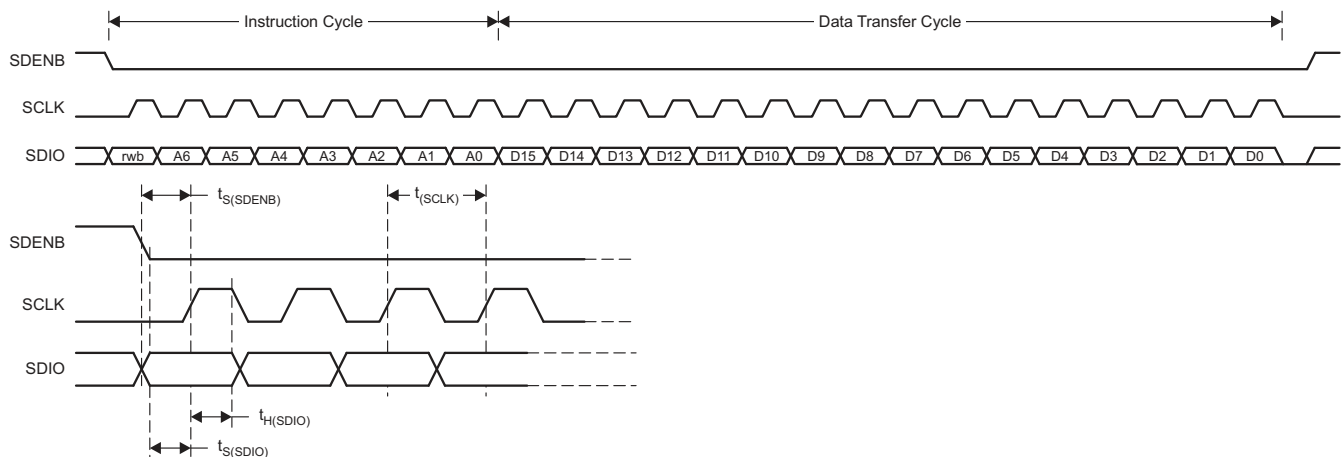 Instruction Cycle Data Transfer Cycle
SDENB
SCLK
SDIO rwb A6 A5 A4 A3 A2 A1 A0 D15 D14 D13 D12 D11 D10 D9 D8 D7 D6 D5 D4 D3 D2 D1 D0
tS(SDENB) t(SCLK)
SDENB
SCLK
SDIO
tH(SDIO)
tS(SDIO)